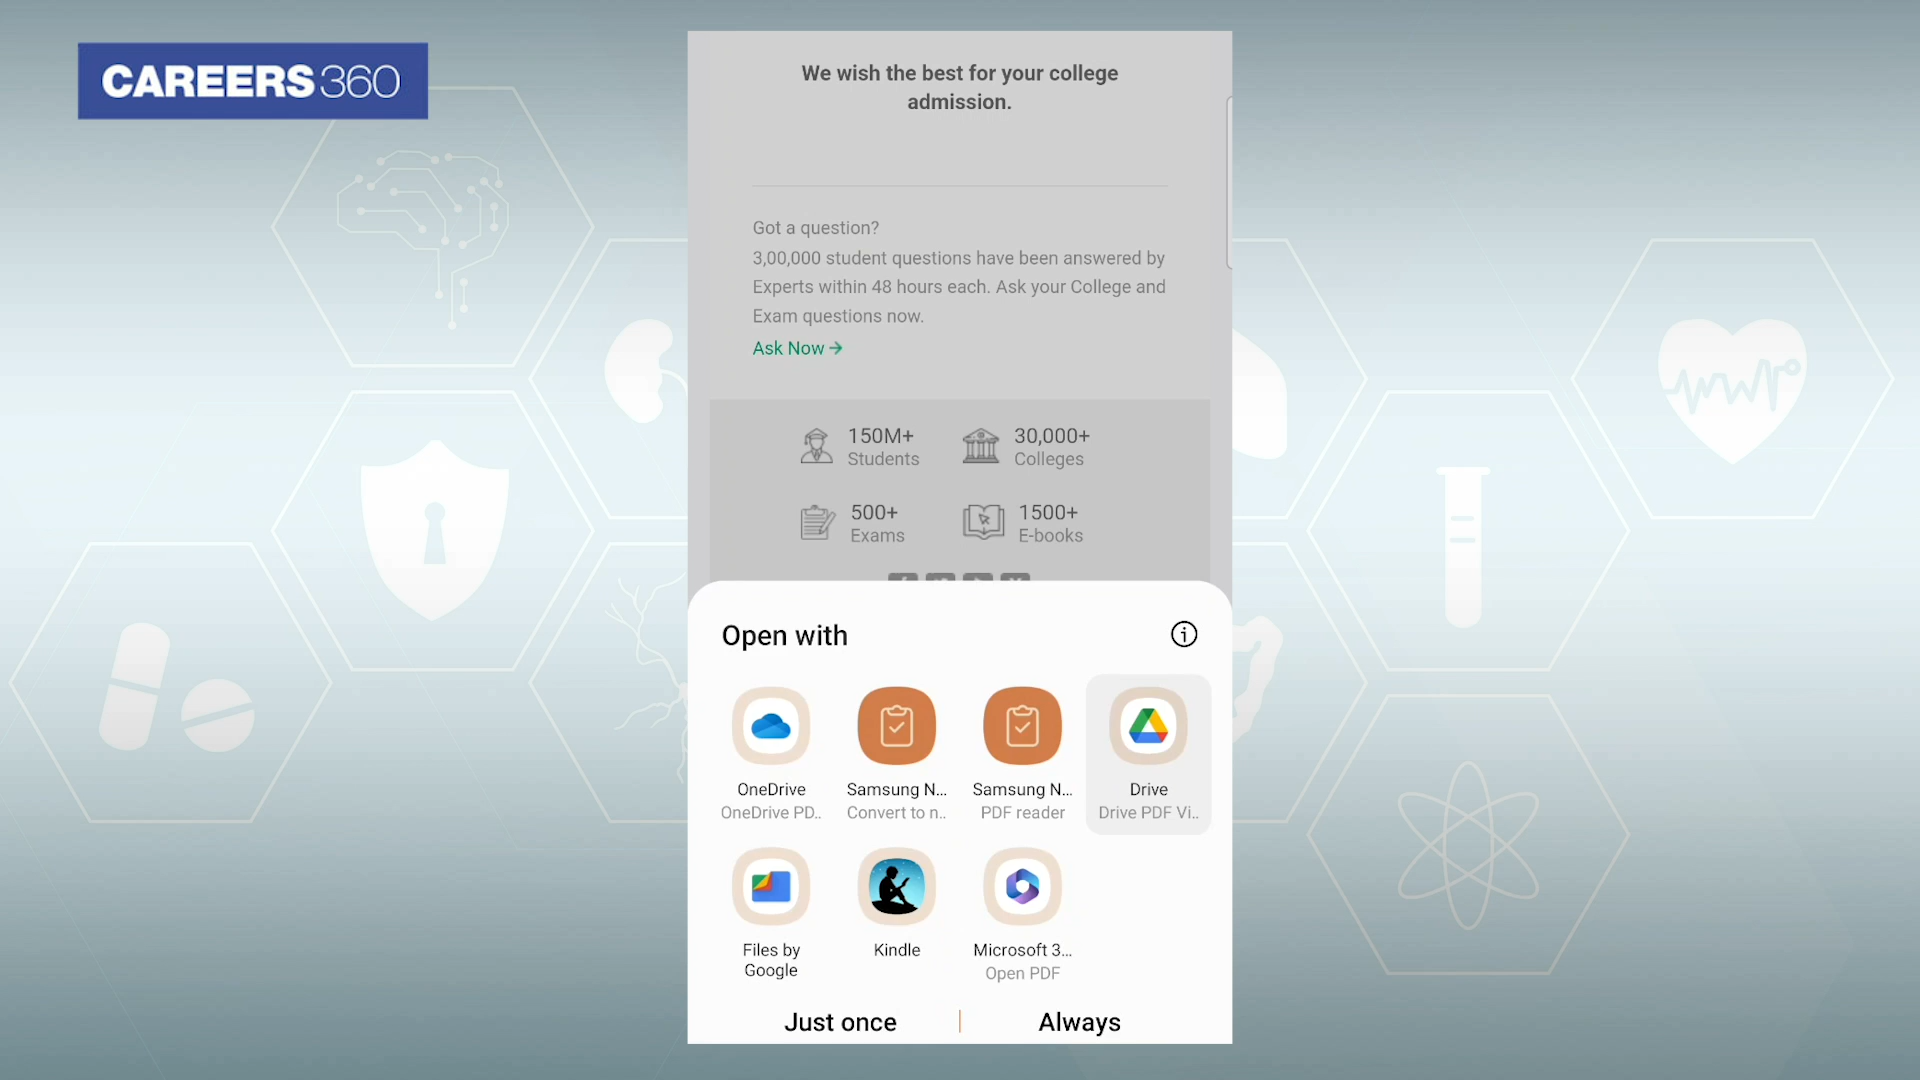 CAREERS360
We wish the best for your college
admission.
Got a question?
3,00,000 student questions have been answered by
Experts within 48 hours each. Ask your College and
Exam questions now.
Ask Now →
150M+
Students
30,000+
Colleges
500+
Exams
1500+
E-books
Open with
OneDrive
OneDrive PD..
Samsung N...
Convert to n..
Samsung N...
PDF reader
Drive
Drive PDF Vi..
Files by
Google
Kindle
Microsoft 3...
Open PDF
Just once
Always